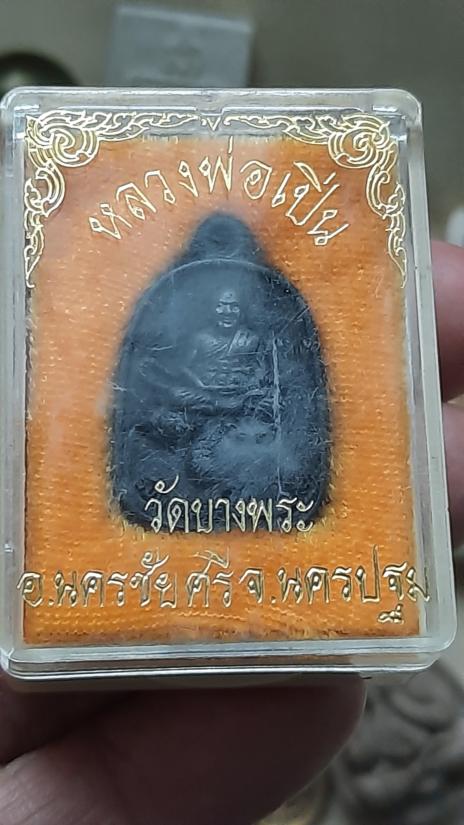 หลวงพ่อเปิ่น
วัดบางพระ
อ.นครชัยศรี จ.นครปฐม